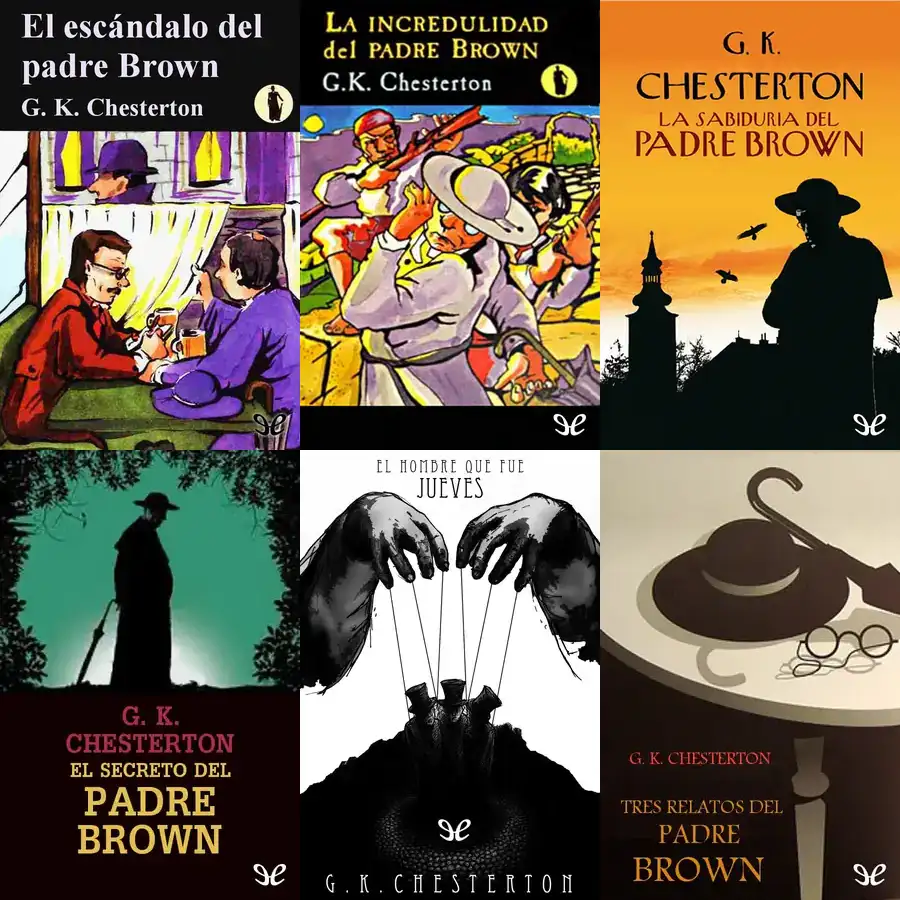 El escándalo del
padre Brown
G. K. Chesterton
LA INCREDULIDAD
del PADRE BROWN
G.K. Chesterton
G. K.
CHESTERTON
LA SABIDURIA DEL
PADRE BROWN
G. K.
CHESTERTON
EL SECRETO DEL
PADRE
BROWN
EL HOMBRE QUE FUE
JUEVES
G. K. CHESTERTON
G. K. CHESTERTON
TRES RELATOS DEL
PADRE
BROWN